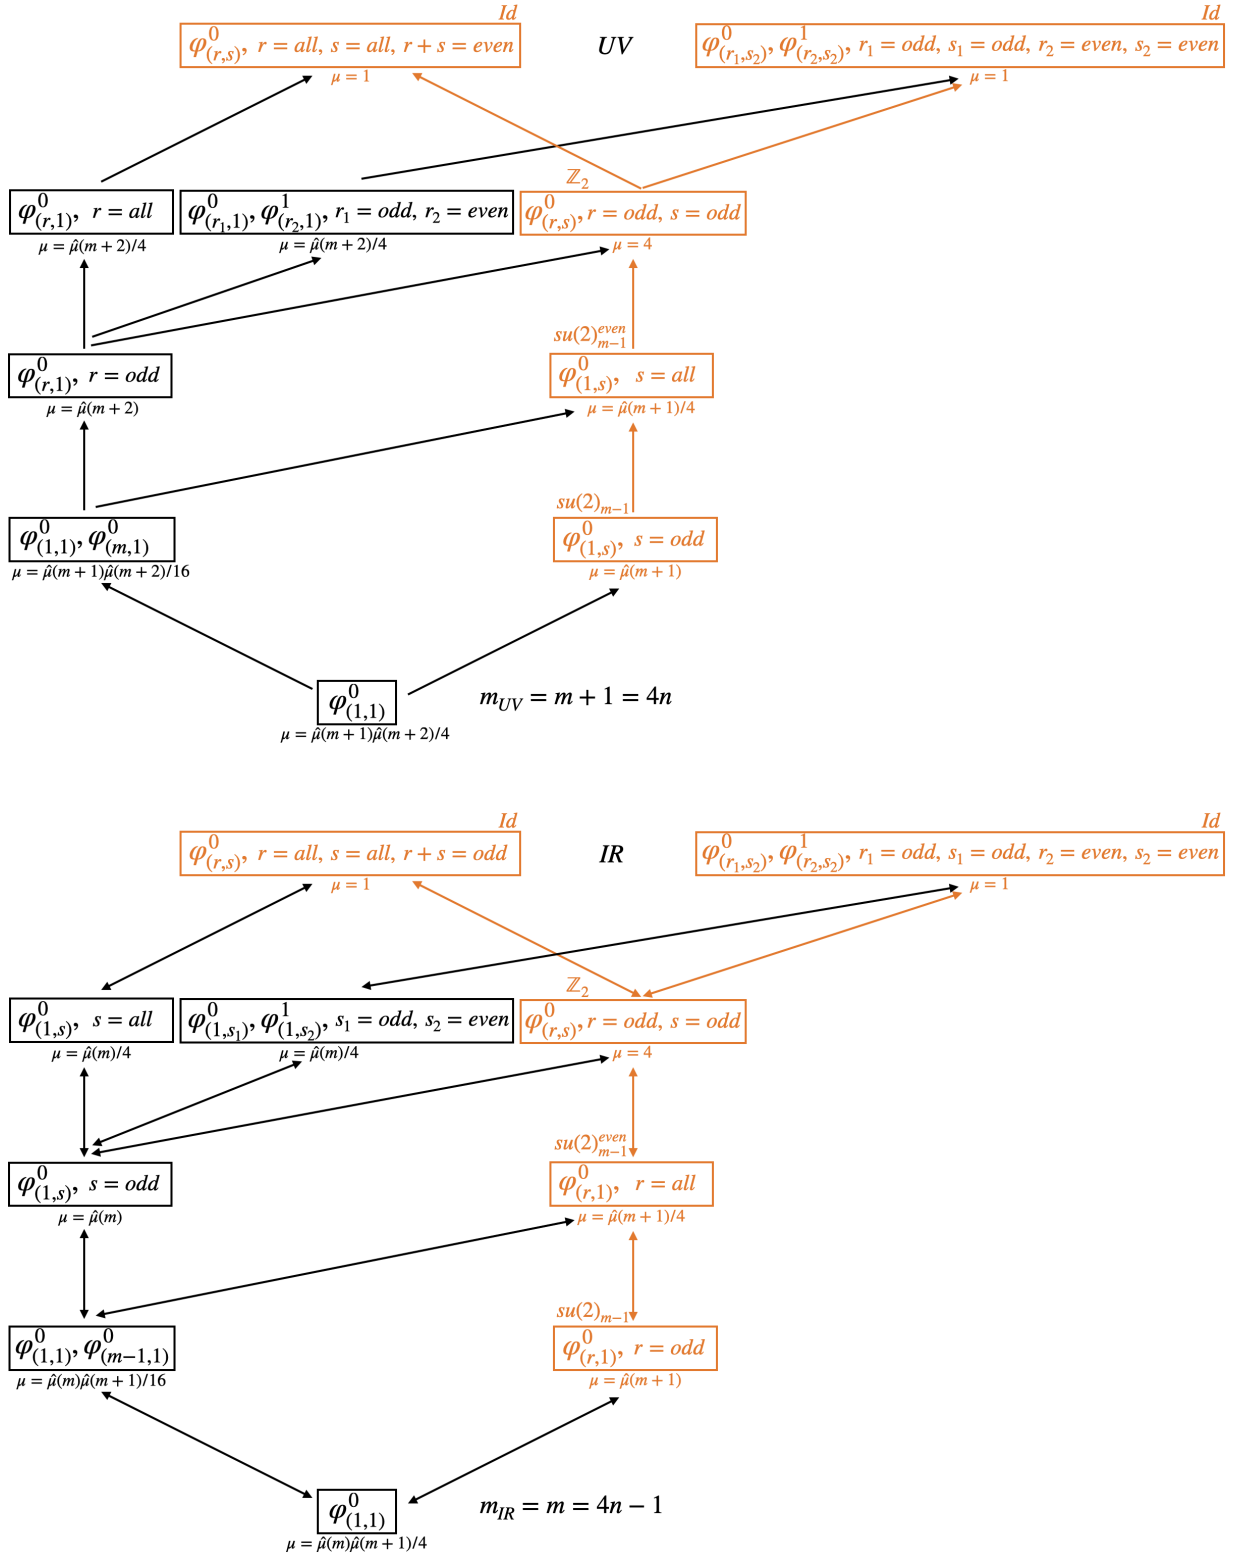 Id Id
φ^0_(r,s), r = all, s = all, r + s = even UV φ^0_(r₁,s₂), φ^1_(r₂,s₂), r₁ = odd, s₁ = odd, r₂ = even, s₂ = even
μ = 1 μ = 1
ℤ₂
φ^0_(r,1), r = all φ^0_(r₁,1), φ^1_(r₂,1), r₁ = odd, r₂ = even φ^0_(r,s), r = odd, s = odd
μ = μ̂(m + 2)/4 μ = μ̂(m + 2)/4 μ = 4
su(2)^even_m−1
φ^0_(r,1), r = odd φ^0_(1,s), s = all
μ = μ̂(m + 2) μ = μ̂(m + 1)/4
su(2)_m−1
φ^0_(1,1), φ^0_(m,1) φ^0_(1,s), s = odd
μ = μ̂(m + 1)μ̂(m + 2)/16 μ = μ̂(m + 1)
φ^0_(1,1) m_UV = m + 1 = 4n
μ = μ̂(m + 1)μ̂(m + 2)/4
Id Id
φ^0_(r,s), r = all, s = all, r + s = odd IR φ^0_(r₁,s₂), φ^1_(r₂,s₂), r₁ = odd, s₁ = odd, r₂ = even, s₂ = even
μ = 1 μ = 1
ℤ₂
φ^0_(1,s), s = all φ^0_(1,s₁), φ^1_(1,s₂), s₁ = odd, s₂ = even φ^0_(r,s), r = odd, s = odd
μ = μ̂(m)/4 μ = μ̂(m)/4 μ = 4
su(2)^even_m−1
φ^0_(1,s), s = odd φ^0_(r,1), r = all
μ = μ̂(m) μ = μ̂(m + 1)/4
su(2)_m−1
φ^0_(1,1), φ^0_(m−1,1) φ^0_(r,1), r = odd
μ = μ̂(m)μ̂(m + 1)/16 μ = μ̂(m + 1)
φ^0_(1,1) m_IR = m = 4n − 1
μ = μ̂(m)μ̂(m + 1)/4